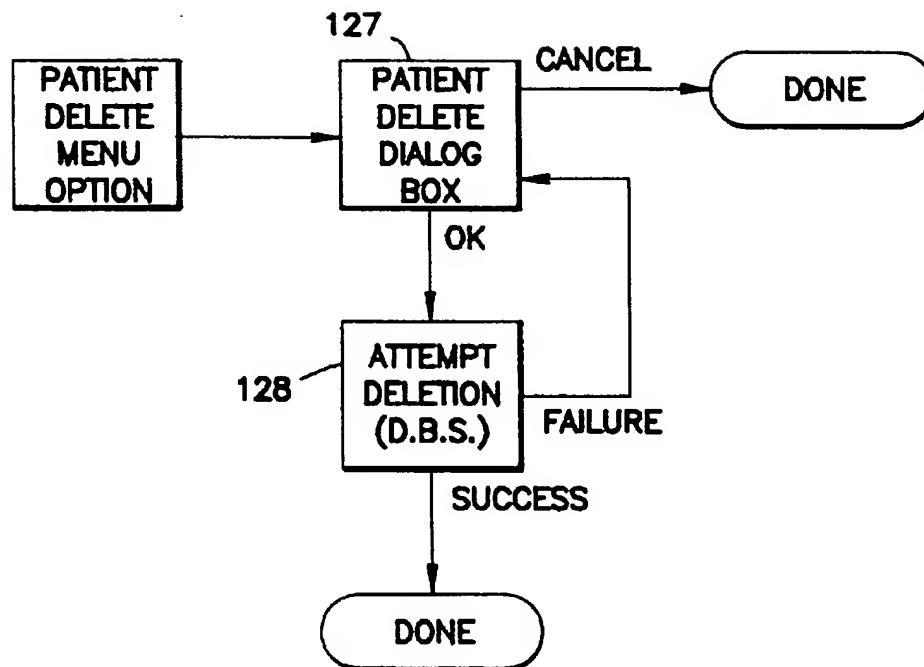 127
PATIENT
DELETE
MENU
OPTION
PATIENT
DELETE
DIALOG
BOX
CANCEL
DONE
OK
128
ATTEMPT
DELETION
(D.B.S.)
FAILURE
SUCCESS
DONE